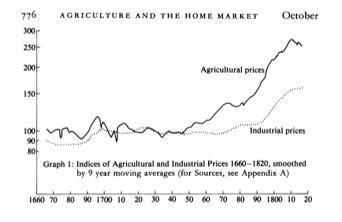 776 AGRICULTURE AND THE HOME MARKET October
300
250
200
150
100
90
80
Agricultural prices
Industrial prices
Graph 1: Indices of Agricultural and Industrial Prices 1660–1820, smoothed
by 9 year moving averages (for Sources, see Appendix A)
1660 70 80 90 1700 10 20 30 40 50 60 70 80 90 1800 10 20